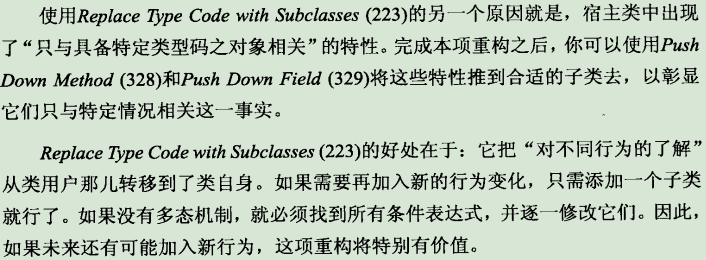 使用Replace Type Code with Subclasses (223)的另一个原因就是，宿主类中出现
了“只与具备特定类型码之对象相关”的特性。完成本项重构之后，你可以使用Push
Down Method (328)和Push Down Field (329)将这些特性推到合适的子类去，以彰显
它们只与特定情况相关这一事实。
Replace Type Code with Subclasses (223)的好处在于：它把“对不同行为的了解”
从类用户那儿转移到了类自身。如果需要再加入新的行为变化，只需添加一个子类
就行了。如果没有多态机制，就必须找到所有条件表达式，并逐一修改它们。因此，
如果未来还有可能加入新行为，这项重构将特别有价值。